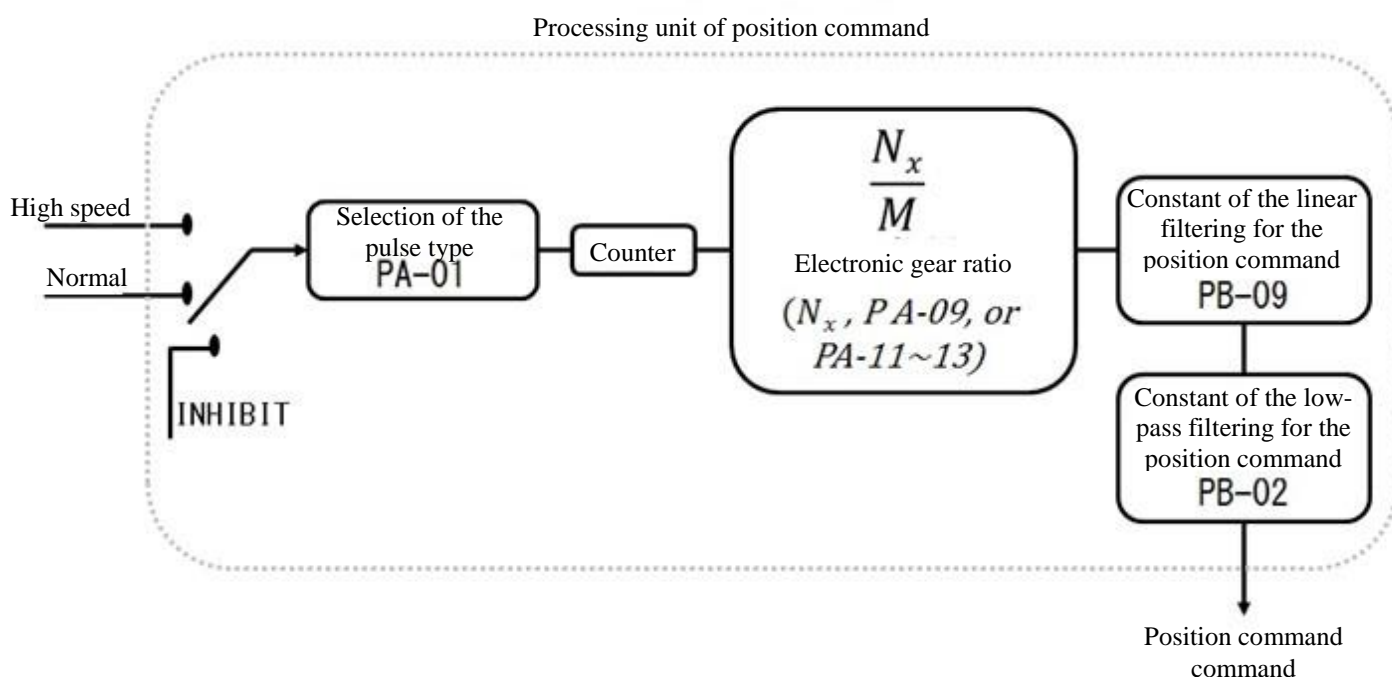 Processing unit of position command
High speed
Normal
INHIBIT
Selection of the
pulse type
PA-01
Counter
N_x
M
Electronic gear ratio
(N_x, PA-09, or
PA-11~13)
Constant of the linear
filtering for the
position command
PB-09
Constant of the low-
pass filtering for the
position command
PB-02
Position command
command